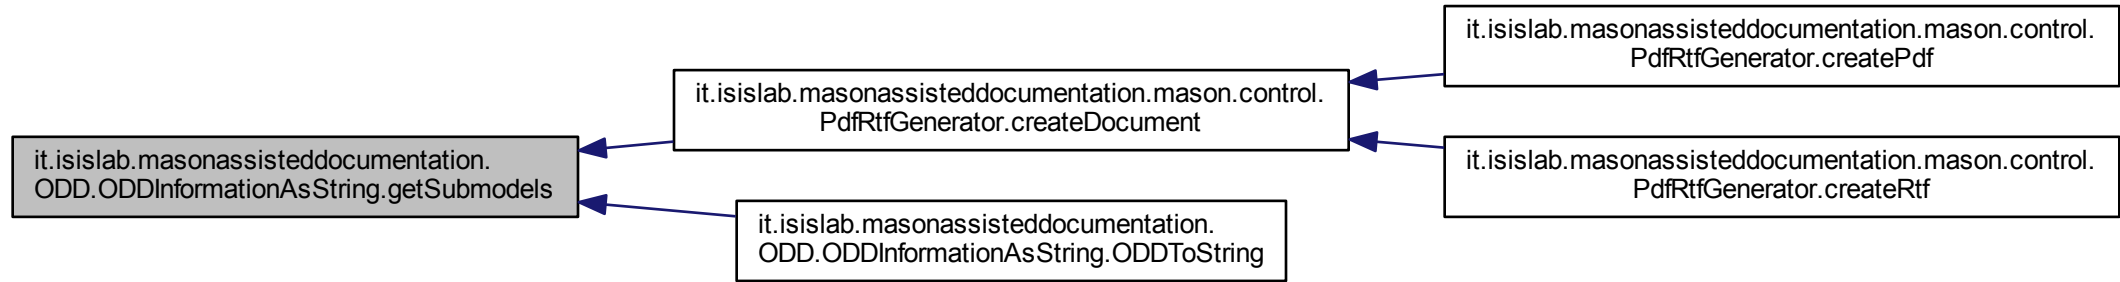 it.isislab.masonassisteddocumentation.
ODD.ODDInformationAsString.getSubmodels
it.isislab.masonassisteddocumentation.mason.control.
PdfRtfGenerator.createDocument
it.isislab.masonassisteddocumentation.mason.control.
PdfRtfGenerator.createPdf
it.isislab.masonassisteddocumentation.mason.control.
PdfRtfGenerator.createRtf
it.isislab.masonassisteddocumentation.
ODD.ODDInformationAsString.ODDToString